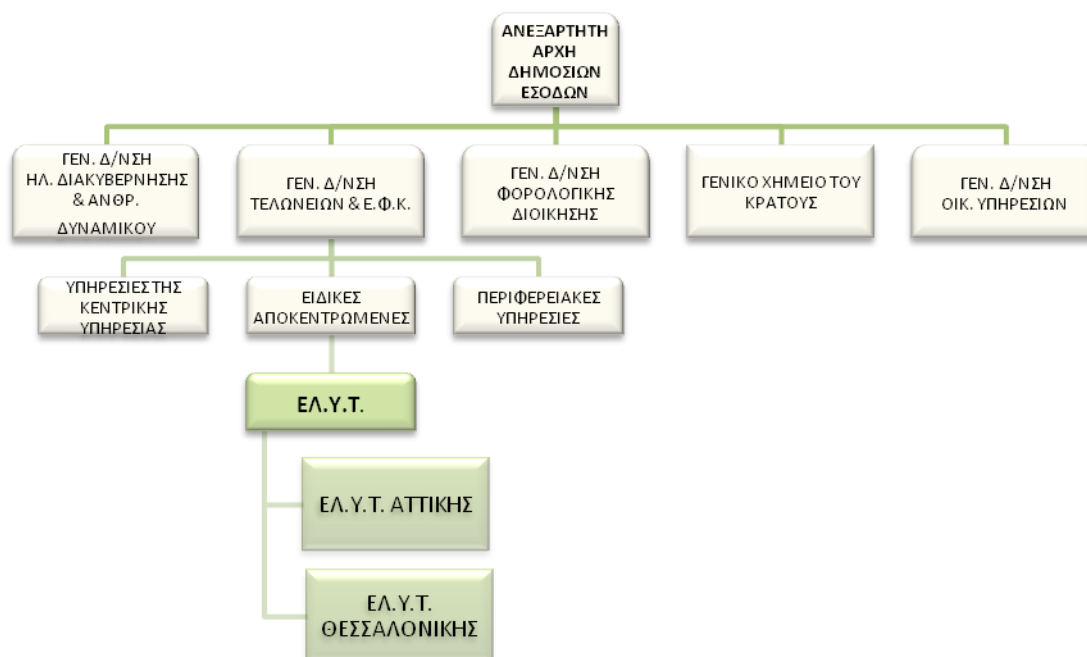 ΑΝΕΞΑΡΤΗΤΗ
ΑΡΧΗ
ΔΗΜΟΣΙΩΝ
ΕΣΟΔΩΝ
ΓΕΝ. Δ/ΝΣΗ
ΗΛ. ΔΙΑΚΥΒΕΡΝΗΣΗΣ
& ΑΝΘΡ.
ΔΥΝΑΜΙΚΟΥ
ΓΕΝ. Δ/ΝΣΗ
ΤΕΛΩΝΕΙΩΝ & Ε.Φ.Κ.
ΓΕΝ. Δ/ΝΣΗ
ΦΟΡΟΛΟΓΙΚΗΣ
ΔΙΟΙΚΗΣΗΣ
ΓΕΝΙΚΟ ΧΗΜΕΙΟ ΤΟΥ
ΚΡΑΤΟΥΣ
ΓΕΝ. Δ/ΝΣΗ
ΟΙΚ. ΥΠΗΡΕΣΙΩΝ
ΥΠΗΡΕΣΙΕΣ ΤΗΣ
ΚΕΝΤΡΙΚΗΣ
ΥΠΗΡΕΣΙΑΣ
ΕΙΔΙΚΕΣ
ΑΠΟΚΕΝΤΡΩΜΕΝΕΣ
ΠΕΡΙΦΕΡΕΙΑΚΕΣ
ΥΠΗΡΕΣΙΕΣ
ΕΛ.Υ.Τ.
ΕΛ.Υ.Τ. ΑΤΤΙΚΗΣ
ΕΛ.Υ.Τ.
ΘΕΣΣΑΛΟΝΙΚΗΣ